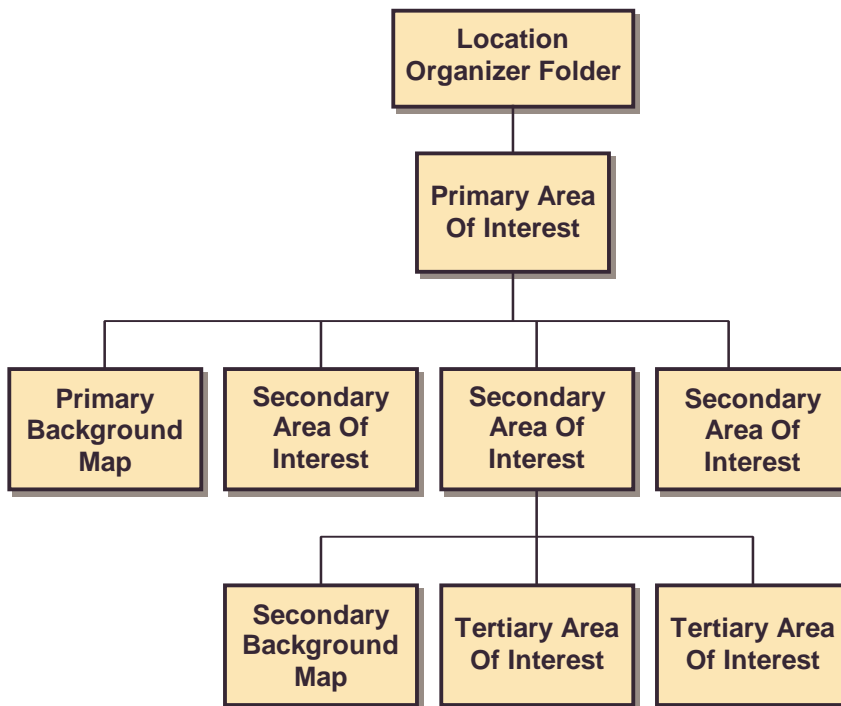 Location
Organizer Folder
Primary Area
Of Interest
Primary
Background
Map
Secondary
Area Of
Interest
Secondary
Area Of
Interest
Secondary
Area Of
Interest
Secondary
Background
Map
Tertiary Area
Of Interest
Tertiary Area
Of Interest